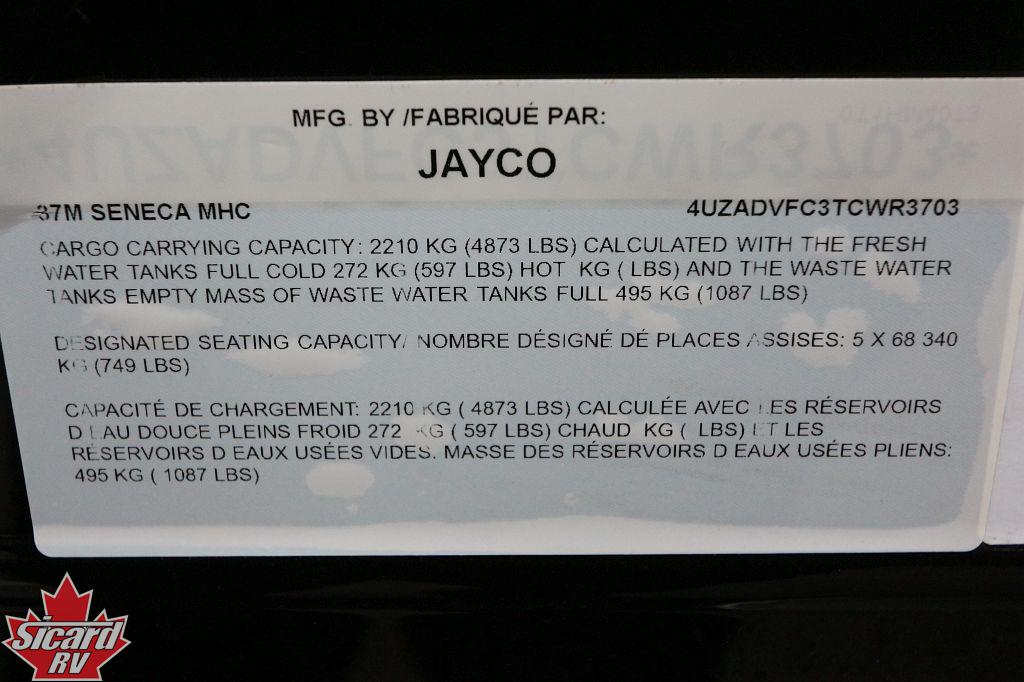 MFG. BY /FABRIQUÉ PAR:
JAYCO
37M SENECA MHC 4UZADVFC3TCWR3703
CARGO CARRYING CAPACITY: 2210 KG (4873 LBS) CALCULATED WITH THE FRESH
WATER TANKS FULL COLD 272 KG (597 LBS) HOT KG ( LBS) AND THE WASTE WATER
TANKS EMPTY MASS OF WASTE WATER TANKS FULL 495 KG (1087 LBS)
DESIGNATED SEATING CAPACITY/ NOMBRE DÉSIGNÉ DÉ PLACES ASSISES: 5 X 68 340
KG (749 LBS)
CAPACITÉ DE CHARGEMENT: 2210 KG ( 4873 LBS) CALCULÉE AVEC LES RÉSERVOIRS
D EAU DOUCE PLEINS FROID 272 KG ( 597 LBS) CHAUD KG ( LBS) ET LES
RÉSERVOIRS D EAUX USÉES VIDES. MASSE DES RÉSERVOIRS D EAUX USÉES PLIENS:
495 KG ( 1087 LBS)
Sicard
RV